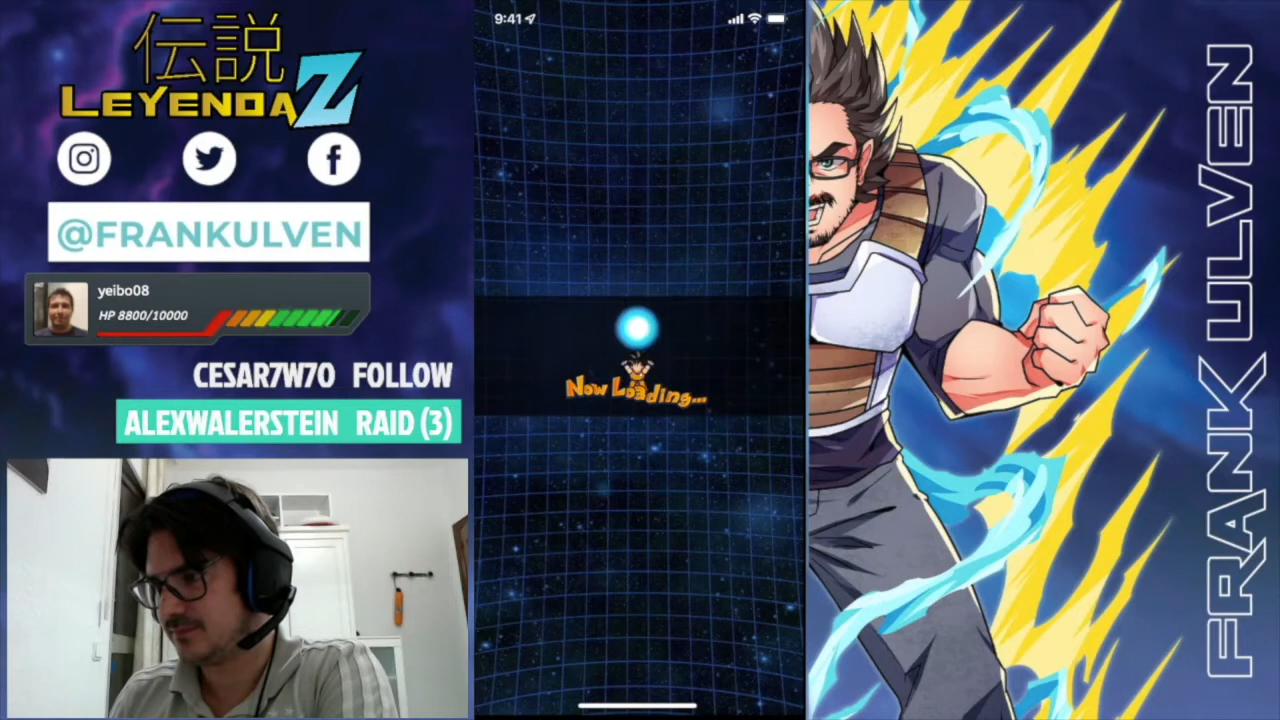 伝説
LEYENDA Z
@FRANKULVEN
yeibo08
HP 8800/10000
CESAR7W70 FOLLOW
ALEXWALERSTEIN RAID (3)
9:41
Now Loading...
FRANK ULVEN